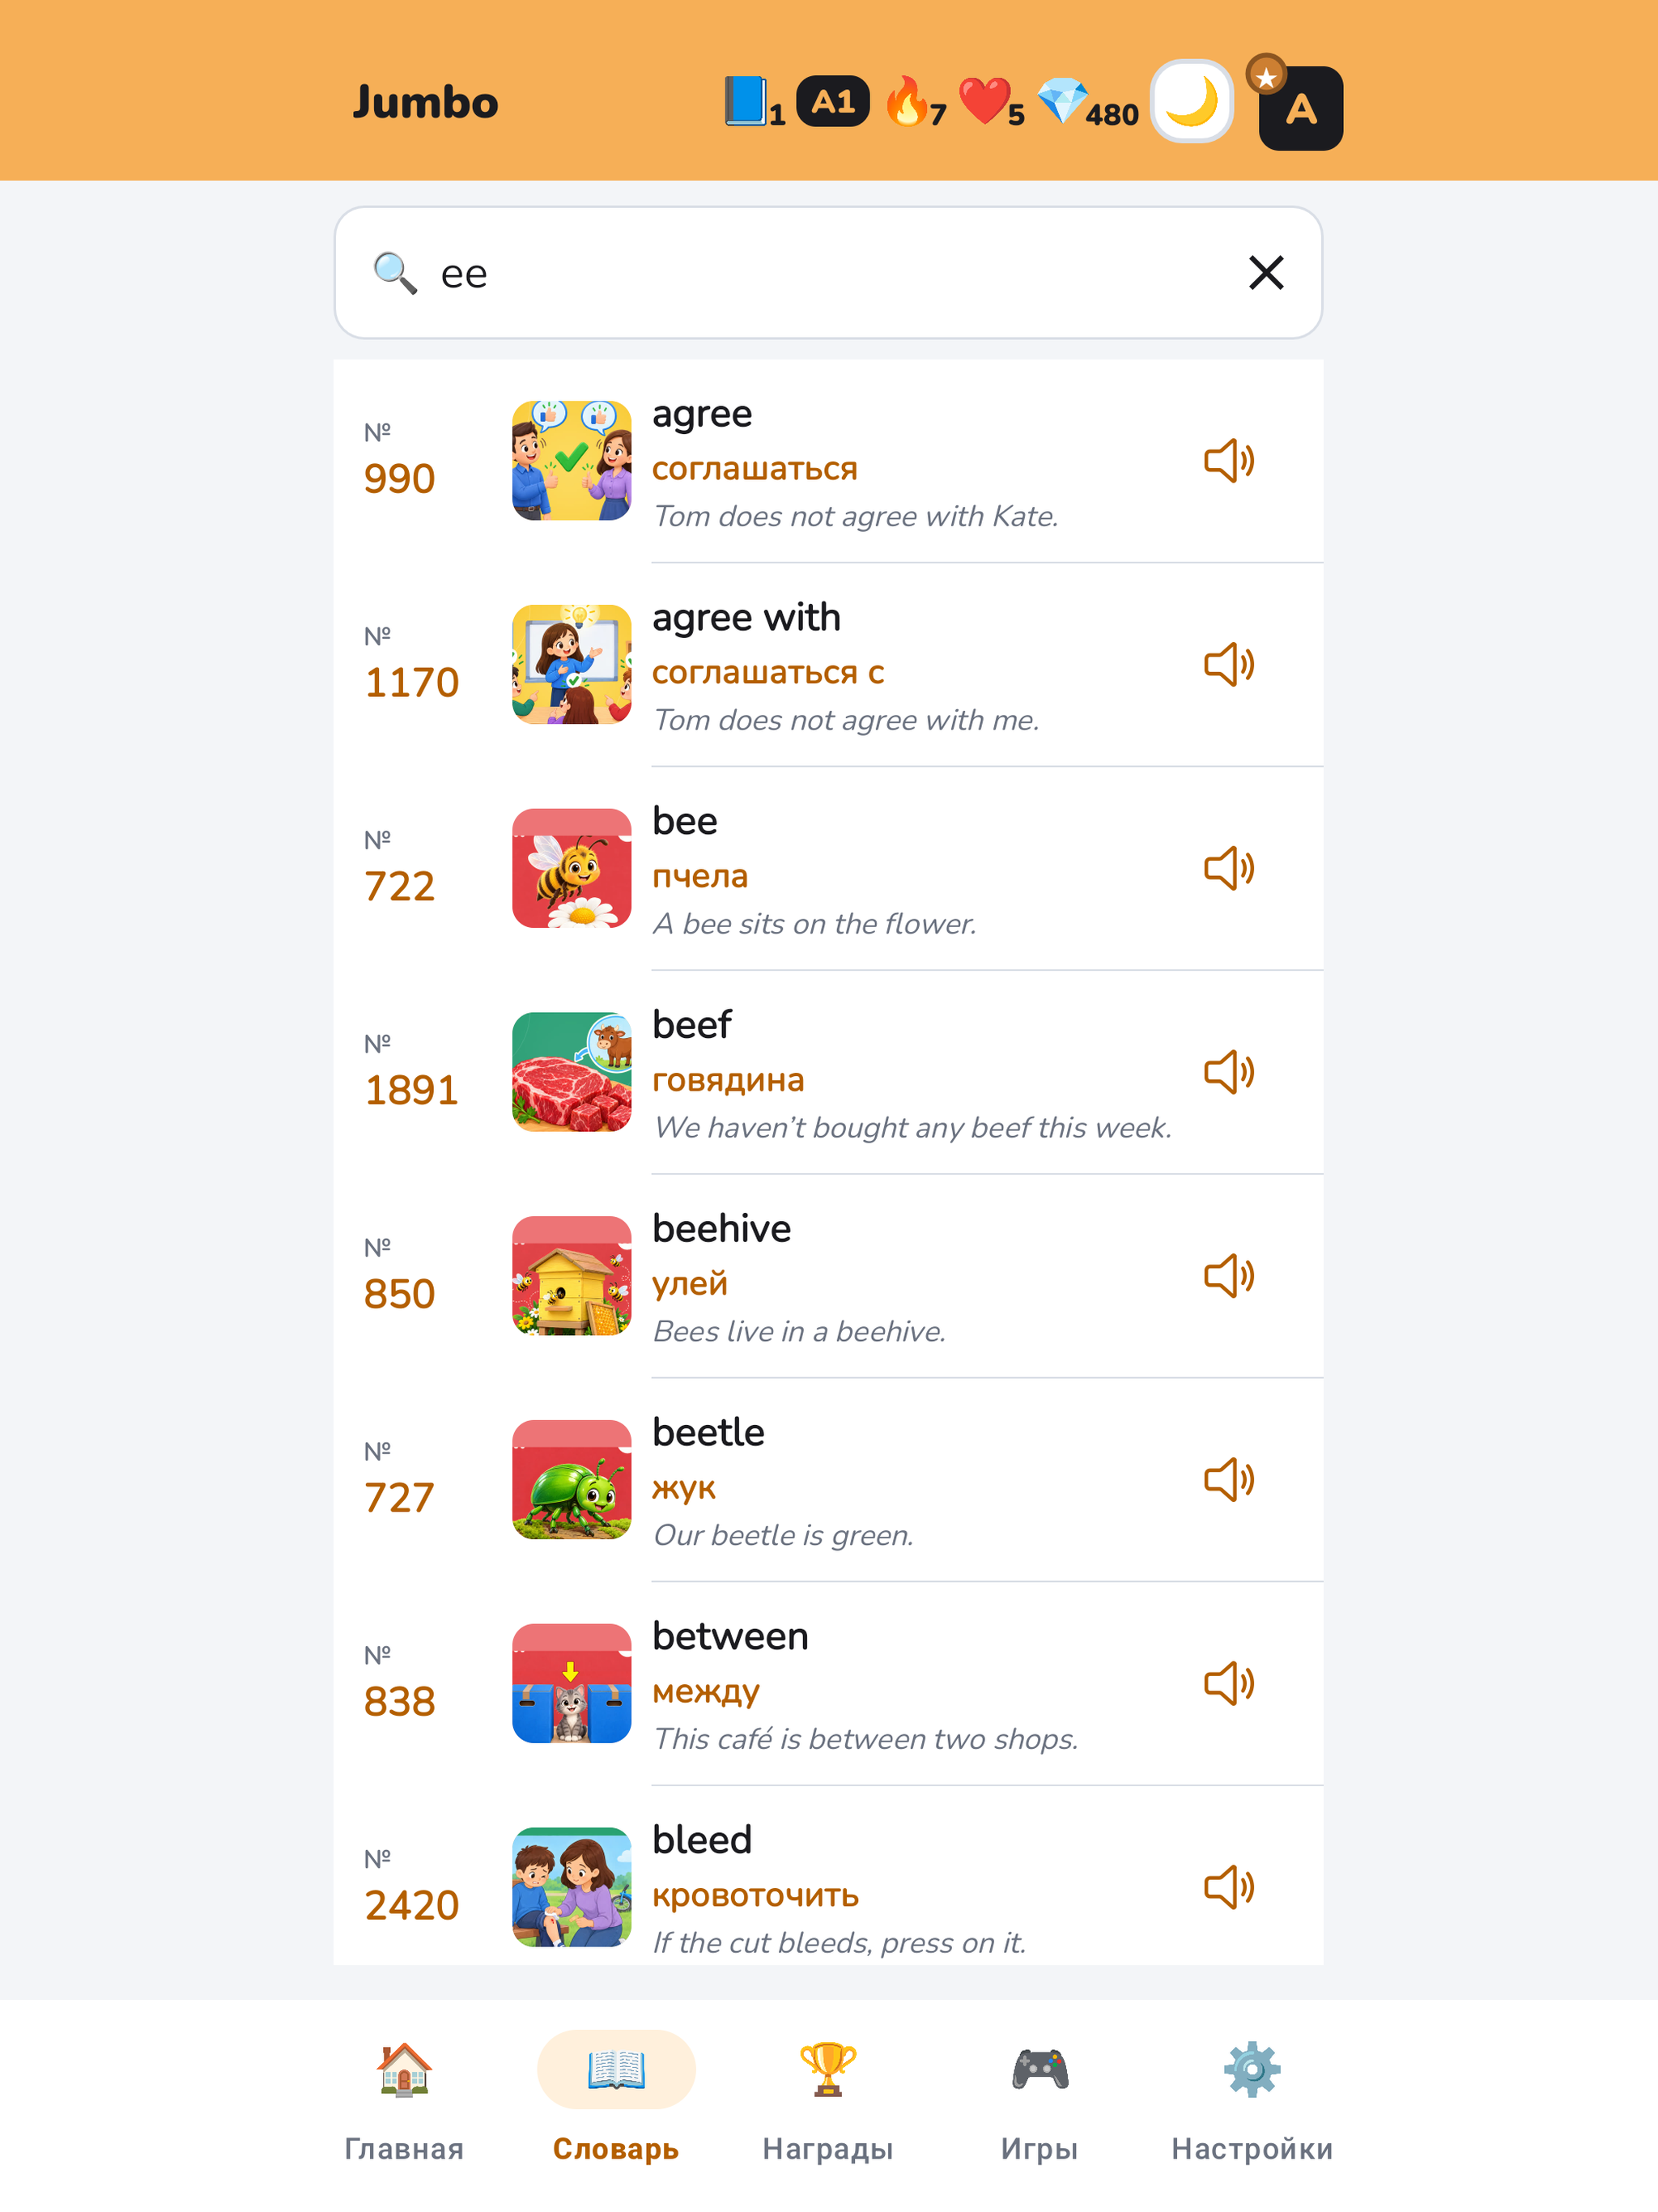 Jumbo
1 A1 7 5 480 A
ee
№
990
agree
соглашаться
Tom does not agree with Kate.
№
1170
agree with
соглашаться с
Tom does not agree with me.
№
722
bee
пчела
A bee sits on the flower.
№
1891
beef
говядина
We haven’t bought any beef this week.
№
850
beehive
улей
Bees live in a beehive.
№
727
beetle
жук
Our beetle is green.
№
838
between
между
This café is between two shops.
№
2420
bleed
кровоточить
If the cut bleeds, press on it.
Главная Словарь Награды Игры Настройки